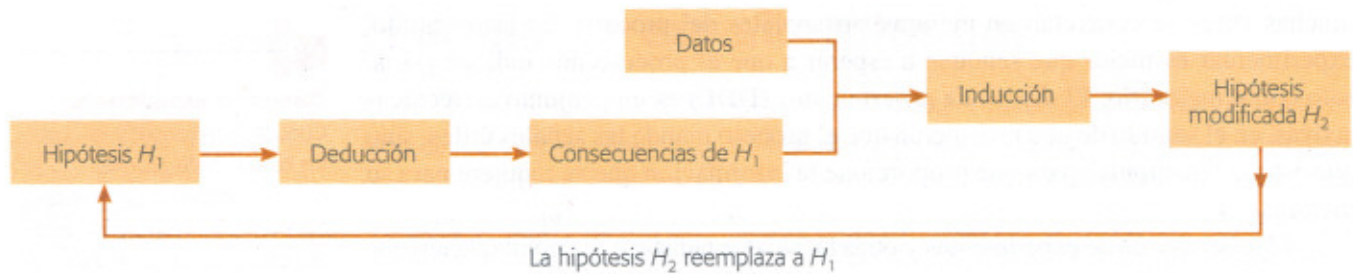 Datos
Inducción
Hipótesis
modificada H₂
Hipótesis H₁
Deducción
Consecuencias de H₁
La hipótesis H₂ reemplaza a H₁